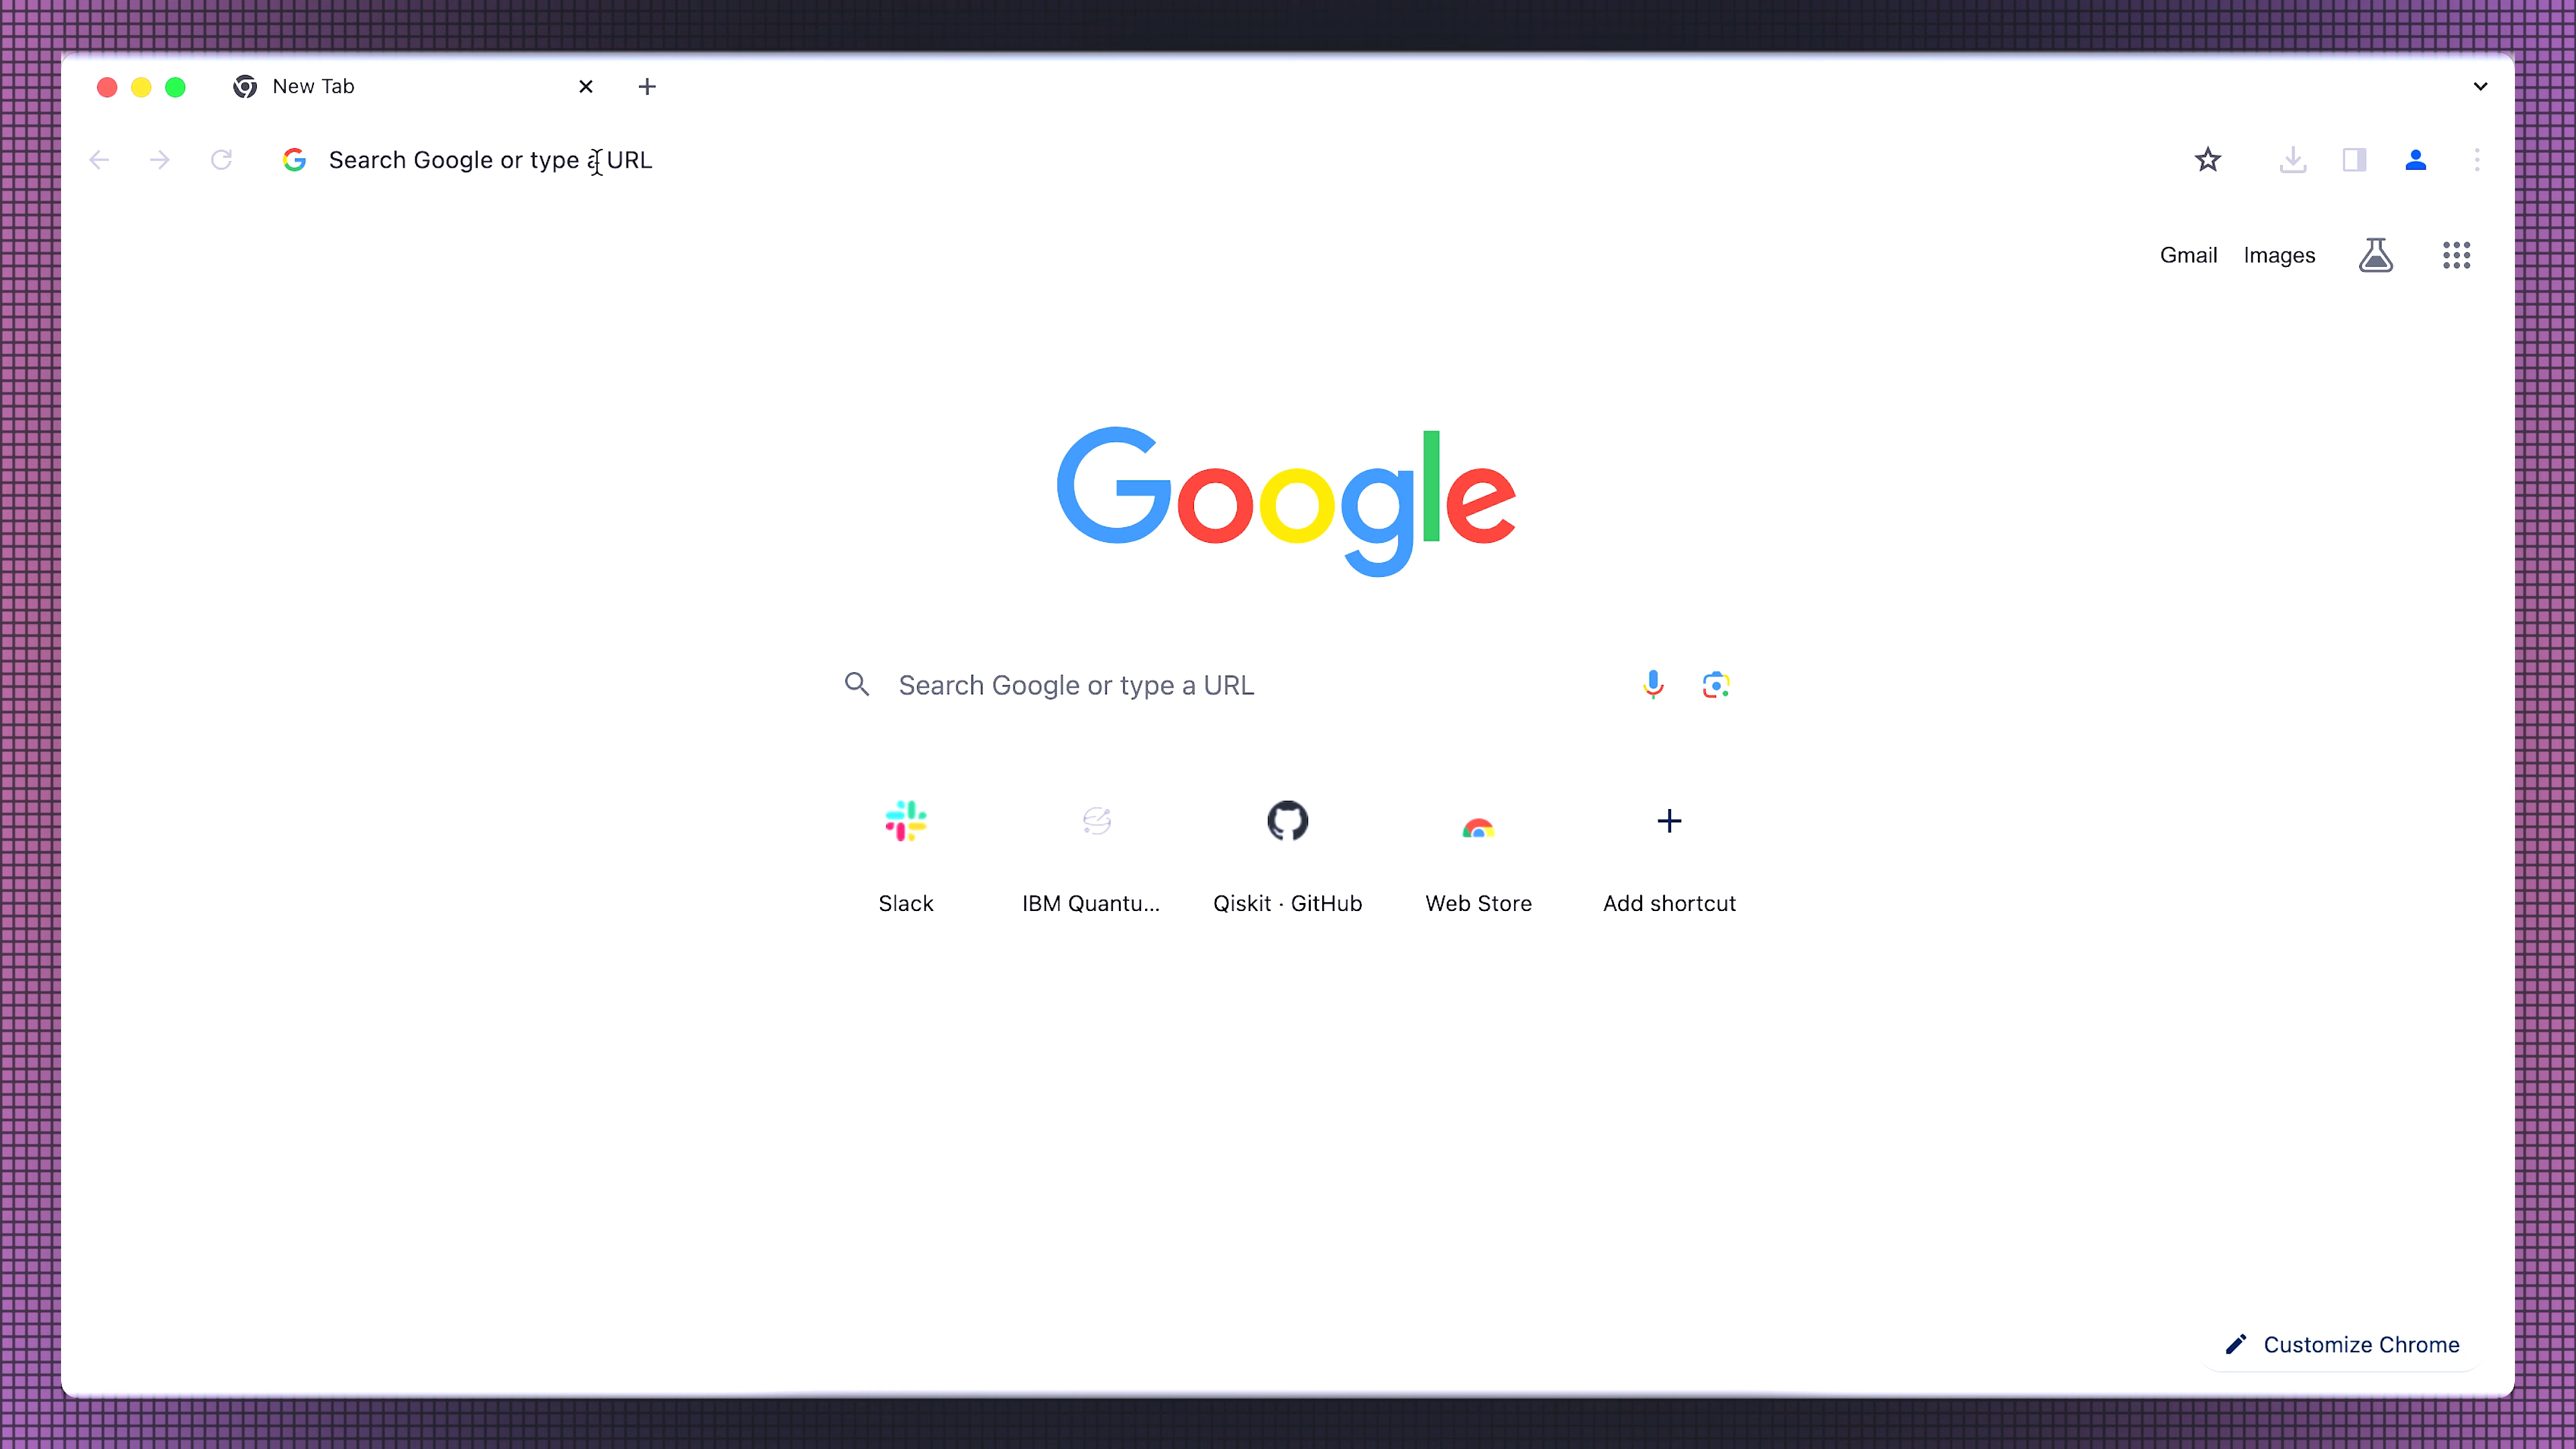 New Tab
Search Google or type a URL
Gmail Images
Google
Search Google or type a URL
Slack IBM Quantu... Qiskit · GitHub Web Store Add shortcut
Customize Chrome